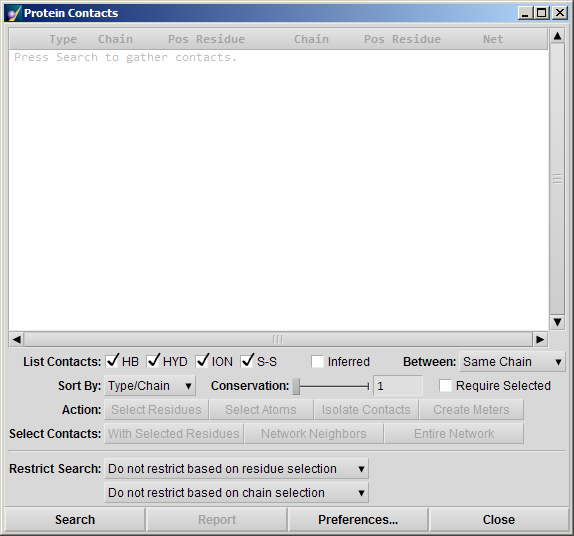 Protein Contacts
Type Chain Pos Residue Chain Pos Residue Net
Press Search to gather contacts.
List Contacts: HB HYD ION S-S Inferred Between: Same Chain
Sort By: Type/Chain Conservation: 1 Require Selected
Action: Select Residues Select Atoms Isolate Contacts Create Meters
Select Contacts: With Selected Residues Network Neighbors Entire Network
Restrict Search: Do not restrict based on residue selection
Do not restrict based on chain selection
Search Report Preferences... Close